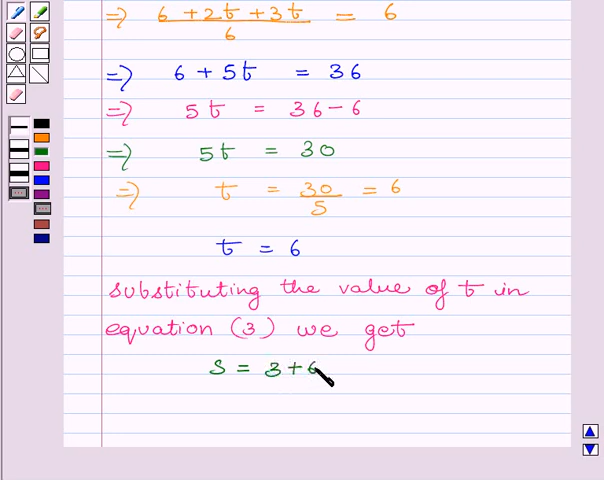 ⇒ 6 + 2t + 3t / 6 = 6
⇒ 6 + 5t = 36
⇒ 5t = 36 - 6
⇒ 5t = 30
⇒ t = 30 / 5 = 6
t = 6
substituting the value of t in
equation (3) we get
s = 3 + 6